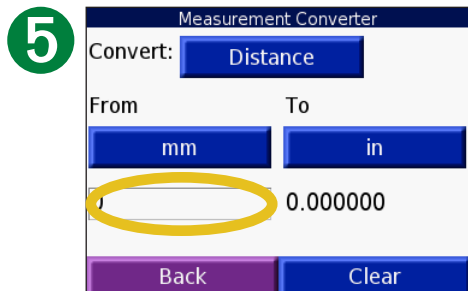 5
Measurement Converter
Convert: Distance
From To
mm in
0 0.000000
Back Clear